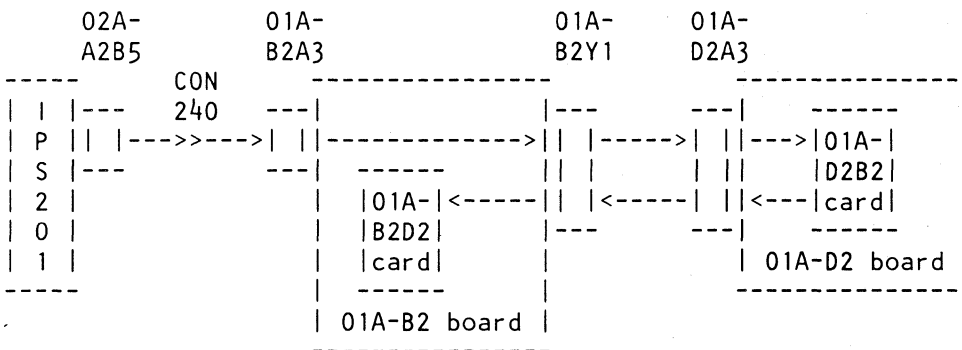 02A- 01A- 01A- 01A-
A2B5 B2A3 B2Y1 D2A3
CON
240
I
P 01A-
S D2B2
2 01A- card
0 B2D2
1 card 01A-D2 board
01A-B2 board